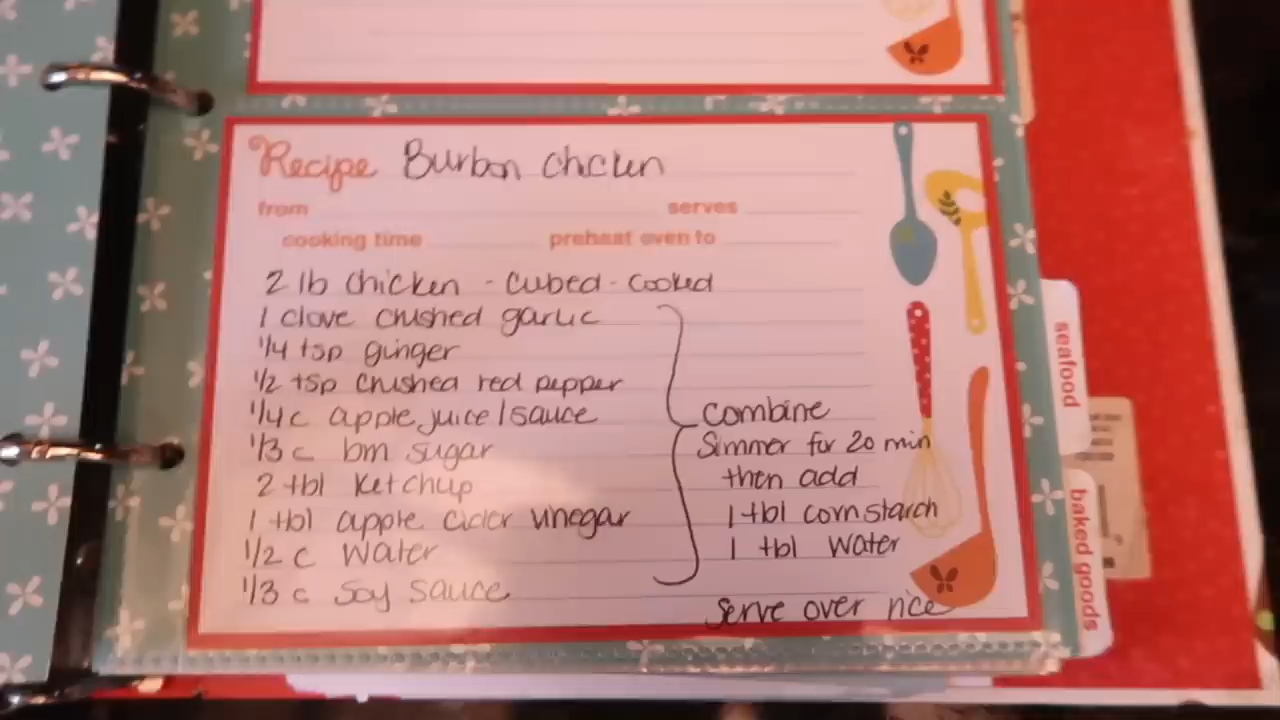 Recipe Burbon Chicken
from serves
cooking time preheat oven to
2 lb chicken - cubed - cooked
1 clove crushed garlic
1/4 tsp ginger
1/2 tsp crushed red pepper
1/4 c apple juice/sauce
1/3 c brn sugar
2 tbl ketchup
1 tbl apple cider vinegar
1/2 c water
1/3 c soy sauce
combine
Simmer for 20 min
then add
1 tbl cornstarch
1 tbl water
serve over rice
seafood
baked goods